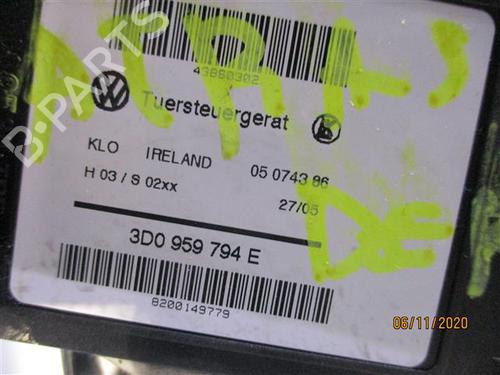 43860302
Tuersteuergerat
KLO IRELAND 05 0743 86
H 03 / S 02xx 27/05
3D0 959 794 E
8200149779
B-PARTS
DE
06/11/2020